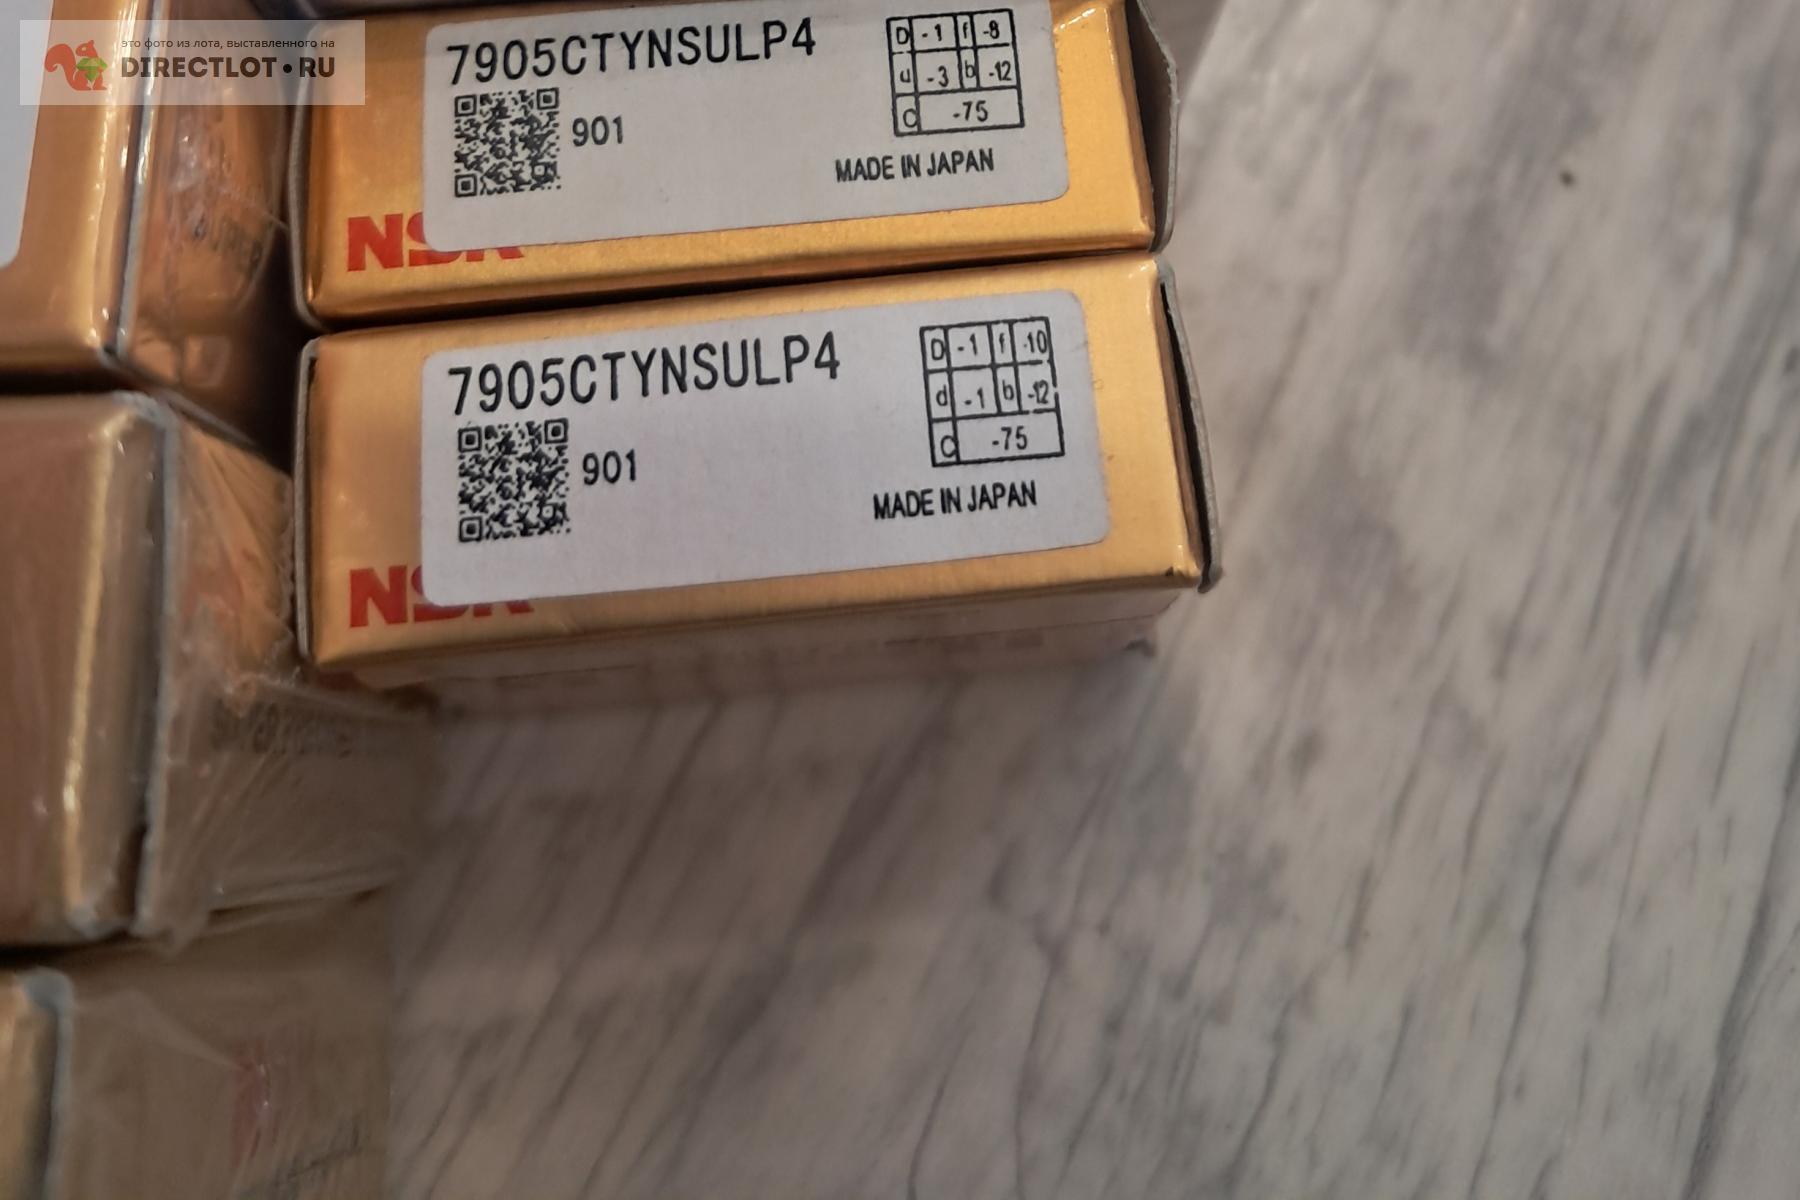 это фото из лота, выставленного на
DIRECTLOT•RU
7905CTYNSULP4
D -1 f -8
d -3 b -12
C -75
901
MADE IN JAPAN
NSK
7905CTYNSULP4
D -1 f -10
d -1 b -12
C -75
901
MADE IN JAPAN
NSK